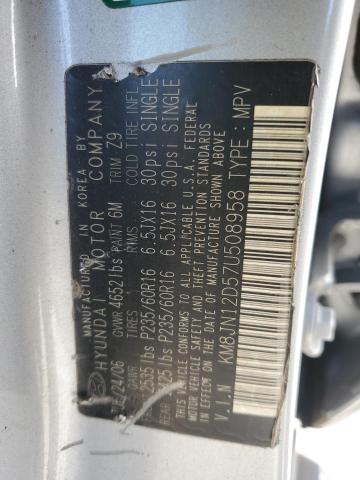 MANUFACTURED IN KOREA BY
HYUNDAI MOTOR COMPANY
24/06 GVWR 4652 lbs PAINT 6M TRIM Z9
GAWR TIRES RIMS COLD TIRE INFL.
2535 lbs P235/60R16 6.5JX16 30psi SINGLE
REAR 2425 lbs P235/60R16 6.5JX16 30psi SINGLE
THIS VEHICLE CONFORMS TO ALL APPLICABLE U.S.A. FEDERAL
MOTOR VEHICLE SAFETY AND THEFT PREVENTION STANDARDS
IN EFFECT ON THE DATE OF MANUFACTURE SHOWN ABOVE
V.I.N KM8JN12D57U508958 TYPE: MPV